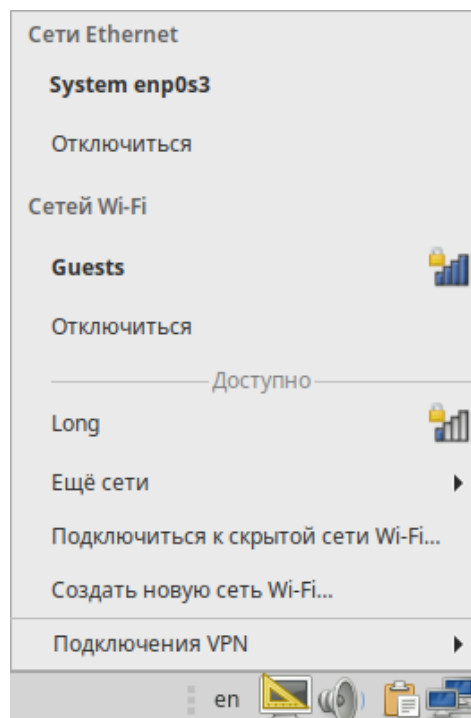 Сети Ethernet
System enp0s3
Отключиться
Сетей Wi-Fi
Guests
Отключиться
Доступно
Long
Ещё сети
Подключиться к скрытой сети Wi-Fi...
Создать новую сеть Wi-Fi...
Подключения VPN
en